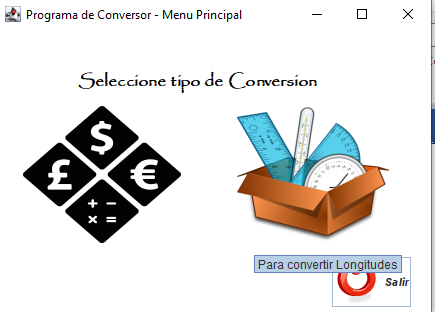 Programa de Conversor - Menu Principal
Seleccione tipo de Conversion
$
£ €
+ −
× =
Para convertir Longitudes
Salir